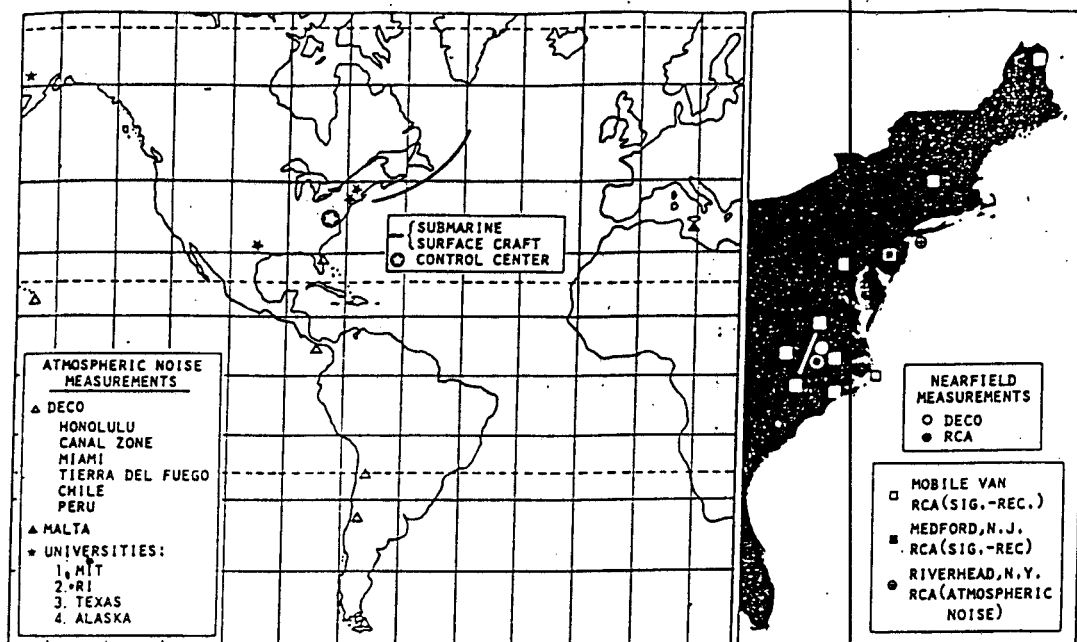 SUBMARINE
SURFACE CRAFT
CONTROL CENTER
ATMOSPHERIC NOISE
MEASUREMENTS
DECO
HONOLULU
CANAL ZONE
MIAMI
TIERRA DEL FUEGO
CHILE
PERU
MALTA
UNIVERSITIES:
1. MIT
2. RI
3. TEXAS
4. ALASKA
NEARFIELD
MEASUREMENTS
DECO
RCA
MOBILE VAN
RCA(SIG.-REC.)
MEDFORD,N.J.
RCA(SIG.-REC)
RIVERHEAD,N.Y.
RCA(ATMOSPHERIC
NOISE)